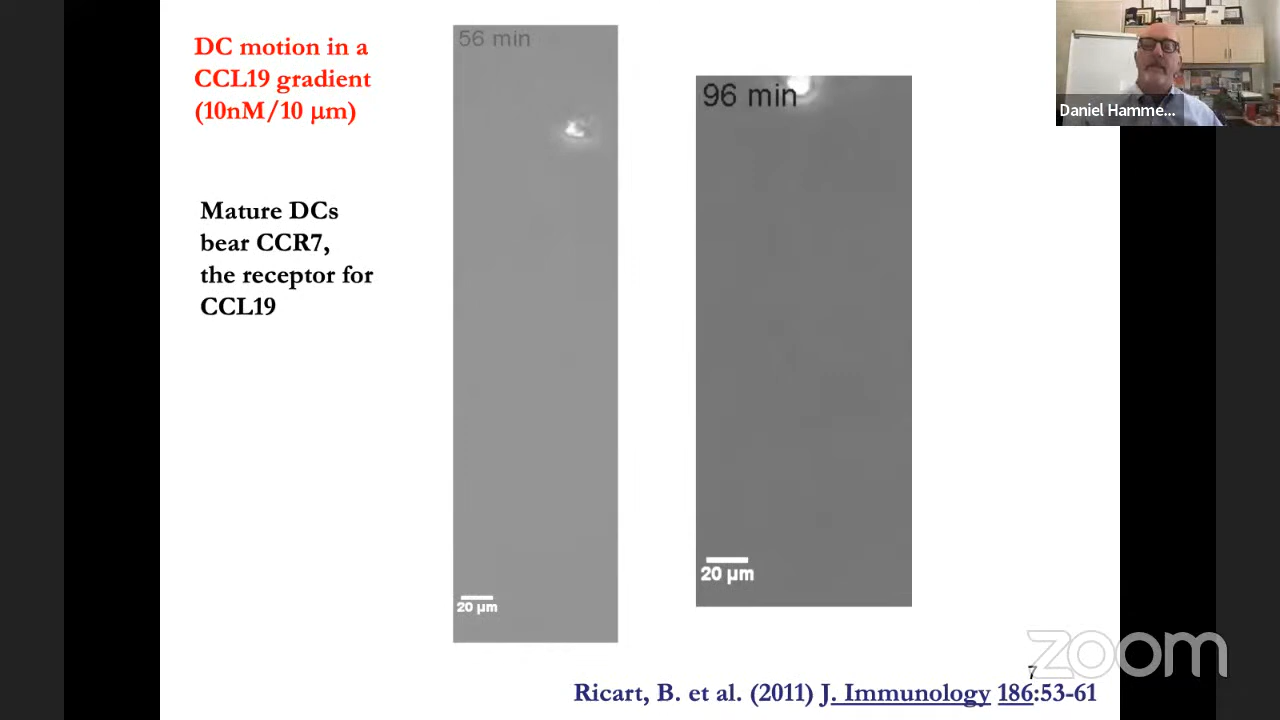 DC motion in a
CCL19 gradient
(10nM/10 µm)
Mature DCs
bear CCR7,
the receptor for
CCL19
56 min
20 µm
96 min
20 µm
Daniel Hamme...
zoom
7
Ricart, B. et al. (2011) J. Immunology 186:53-61